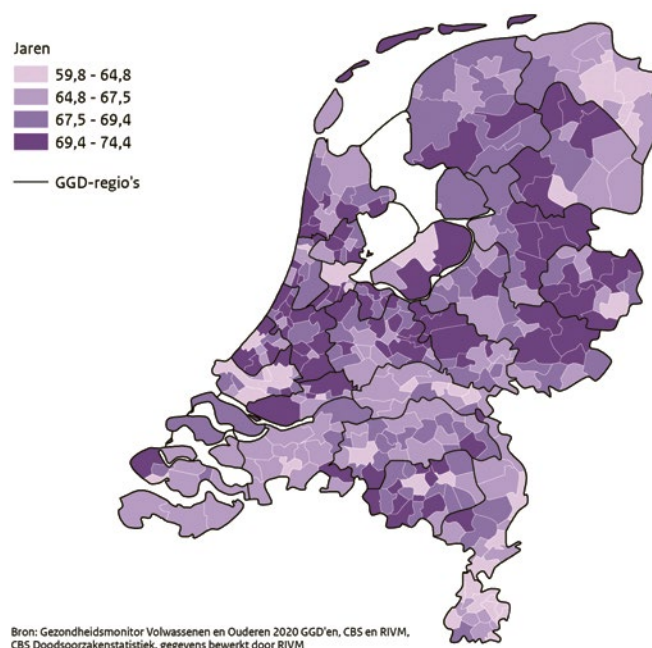 Jaren
59,8 - 64,8
64,8 - 67,5
67,5 - 69,4
69,4 - 74,4
GGD-regio's
Bron: Gezondheidsmonitor Volwassenen en Ouderen 2020 GGD'en, CBS en RIVM,
CBS Doodsoorzakenstatistiek, gegevens bewerkt door RIVM